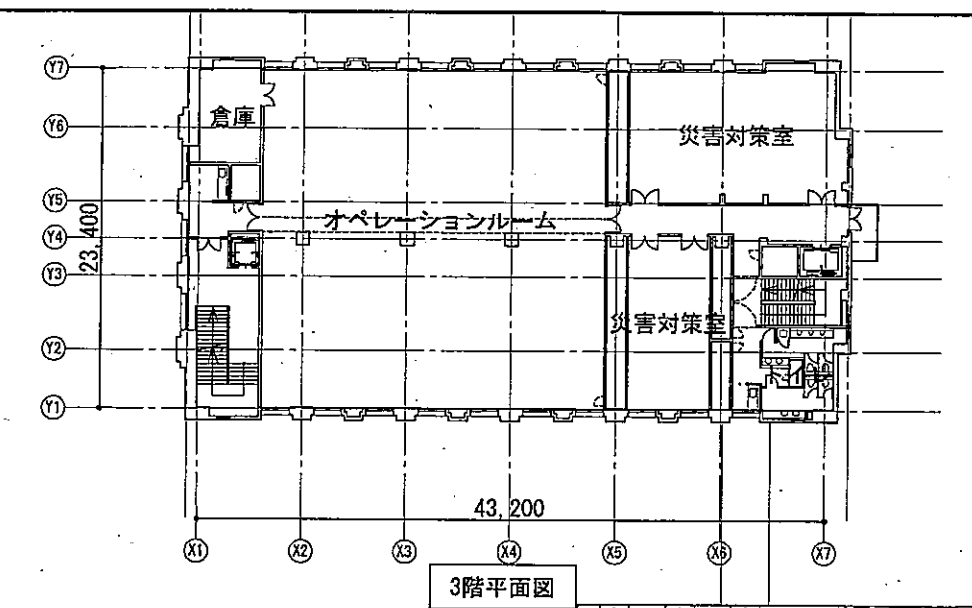 Y7
倉庫
Y6
災害対策室
Y5
オペレーションルーム
Y4
23,400
Y3
災害対策室
Y2
Y1
43,200
X1
X2
X3
X4
X5
X6
X7
3階平面図